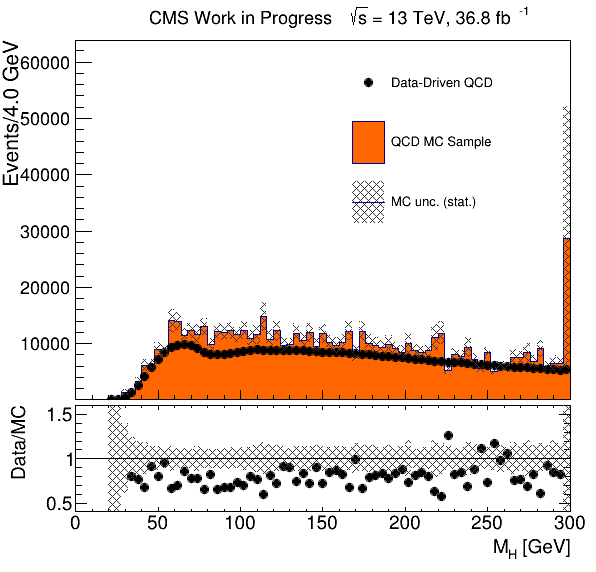 CMS Work in Progress √s = 13 TeV, 36.8 fb⁻¹
Events/4.0 GeV
60000
50000
40000
30000
20000
10000
Data-Driven QCD
QCD MC Sample
MC unc. (stat.)
Data/MC
1.5
1
0.5
0 50 100 150 200 250 300
M_H [GeV]